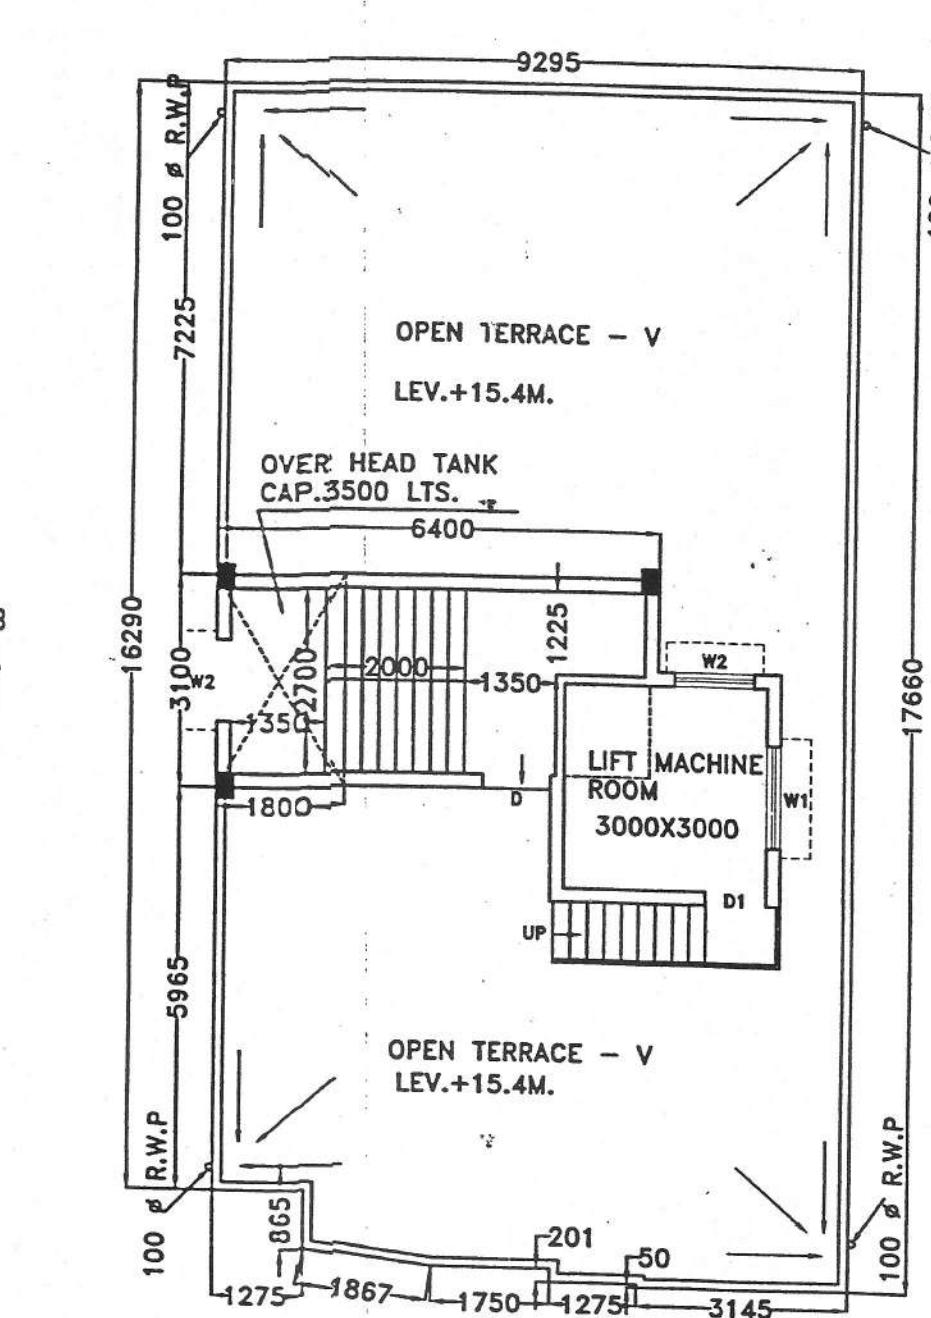 9295
100 ø R.W.P
7225
OPEN TERRACE - V
LEV.+15.4M.
OVER HEAD TANK
CAP.3500 LTS.
6400
16290
3100
W2
2700
2000
1350
1350
1225
W2
17660
LIFT MACHINE
ROOM
3000X3000
W1
1800
D
D1
UP
5965
OPEN TERRACE - V
LEV.+15.4M.
100 ø R.W.P
865
201
50
100 ø R.W.P
1275
1867
1750
1275
3145